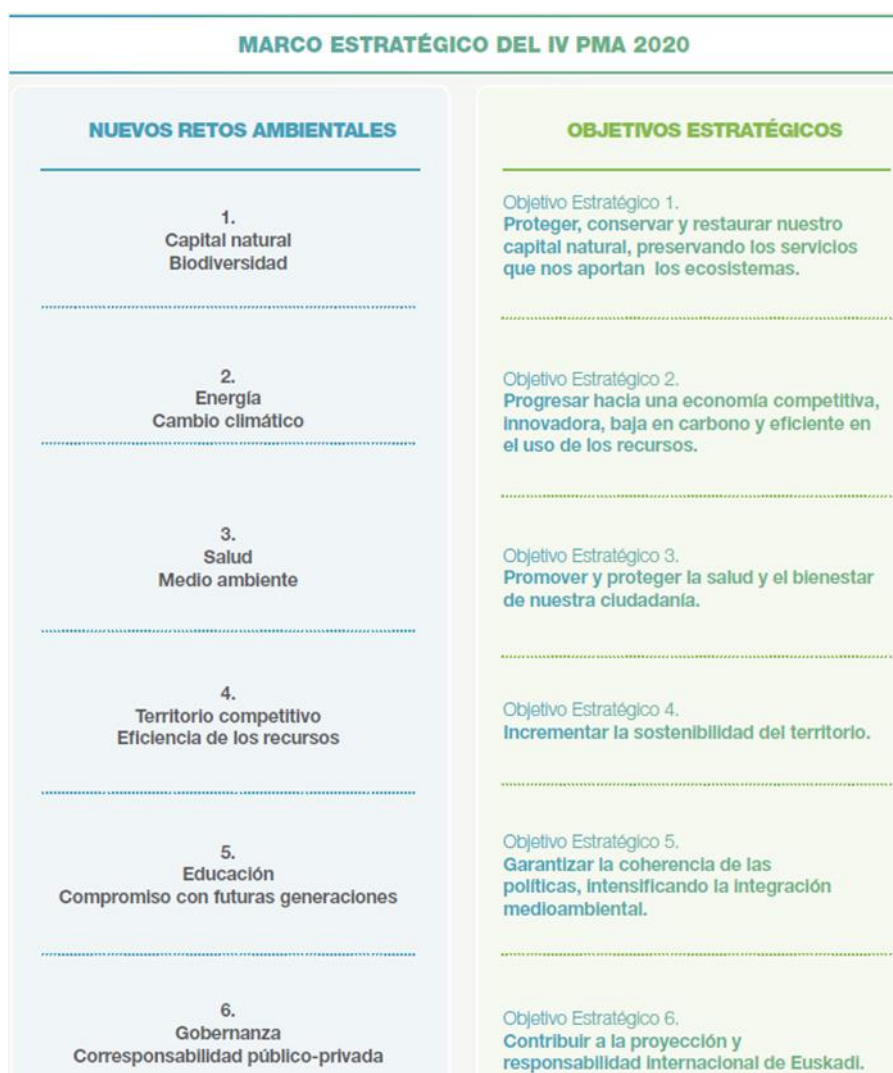 MARCO ESTRATÉGICO DEL IV PMA 2020
NUEVOS RETOS AMBIENTALES
1.
Capital natural
Biodiversidad
2.
Energía
Cambio climático
3.
Salud
Medio ambiente
4.
Territorio competitivo
Eficiencia de los recursos
5.
Educación
Compromiso con futuras generaciones
6.
Gobernanza
Corresponsabilidad público-privada
OBJETIVOS ESTRATÉGICOS
Objetivo Estratégico 1.
Proteger, conservar y restaurar nuestro
capital natural, preservando los servicios
que nos aportan los ecosistemas.
Objetivo Estratégico 2.
Progresar hacia una economía competitiva,
innovadora, baja en carbono y eficiente en
el uso de los recursos.
Objetivo Estratégico 3.
Promover y proteger la salud y el bienestar
de nuestra ciudadanía.
Objetivo Estratégico 4.
Incrementar la sostenibilidad del territorio.
Objetivo Estratégico 5.
Garantizar la coherencia de las
políticas, intensificando la integración
medioambiental.
Objetivo Estratégico 6.
Contribuir a la proyección y
responsabilidad internacional de Euskadi.